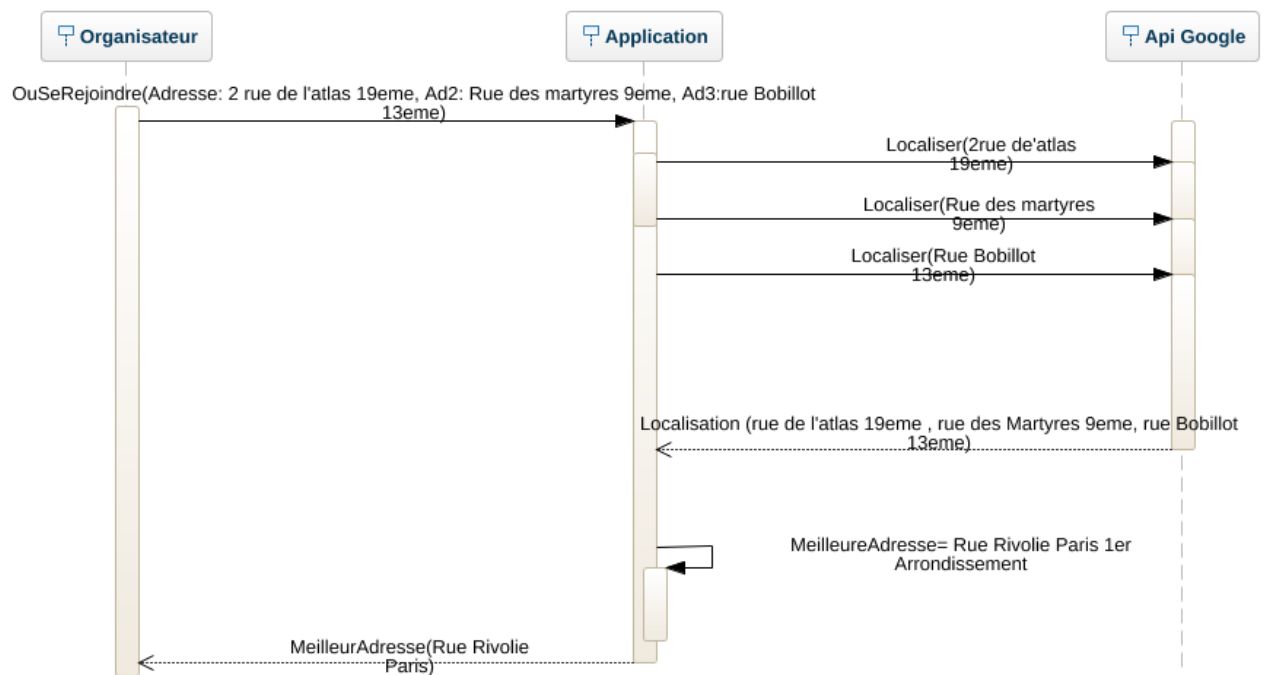 Organisateur
Application
Api Google
OuSeRejoindre(Adresse: 2 rue de l'atlas 19eme, Ad2: Rue des martyres 9eme, Ad3:rue Bobillot
13eme)
Localiser(2rue de'atlas
19eme)
Localiser(Rue des martyres
9eme)
Localiser(Rue Bobillot
13eme)
Localisation (rue de l'atlas 19eme , rue des Martyres 9eme, rue Bobillot
13eme)
MeilleureAdresse= Rue Rivolie Paris 1er
Arrondissement
MeilleurAdresse(Rue Rivolie
Paris)